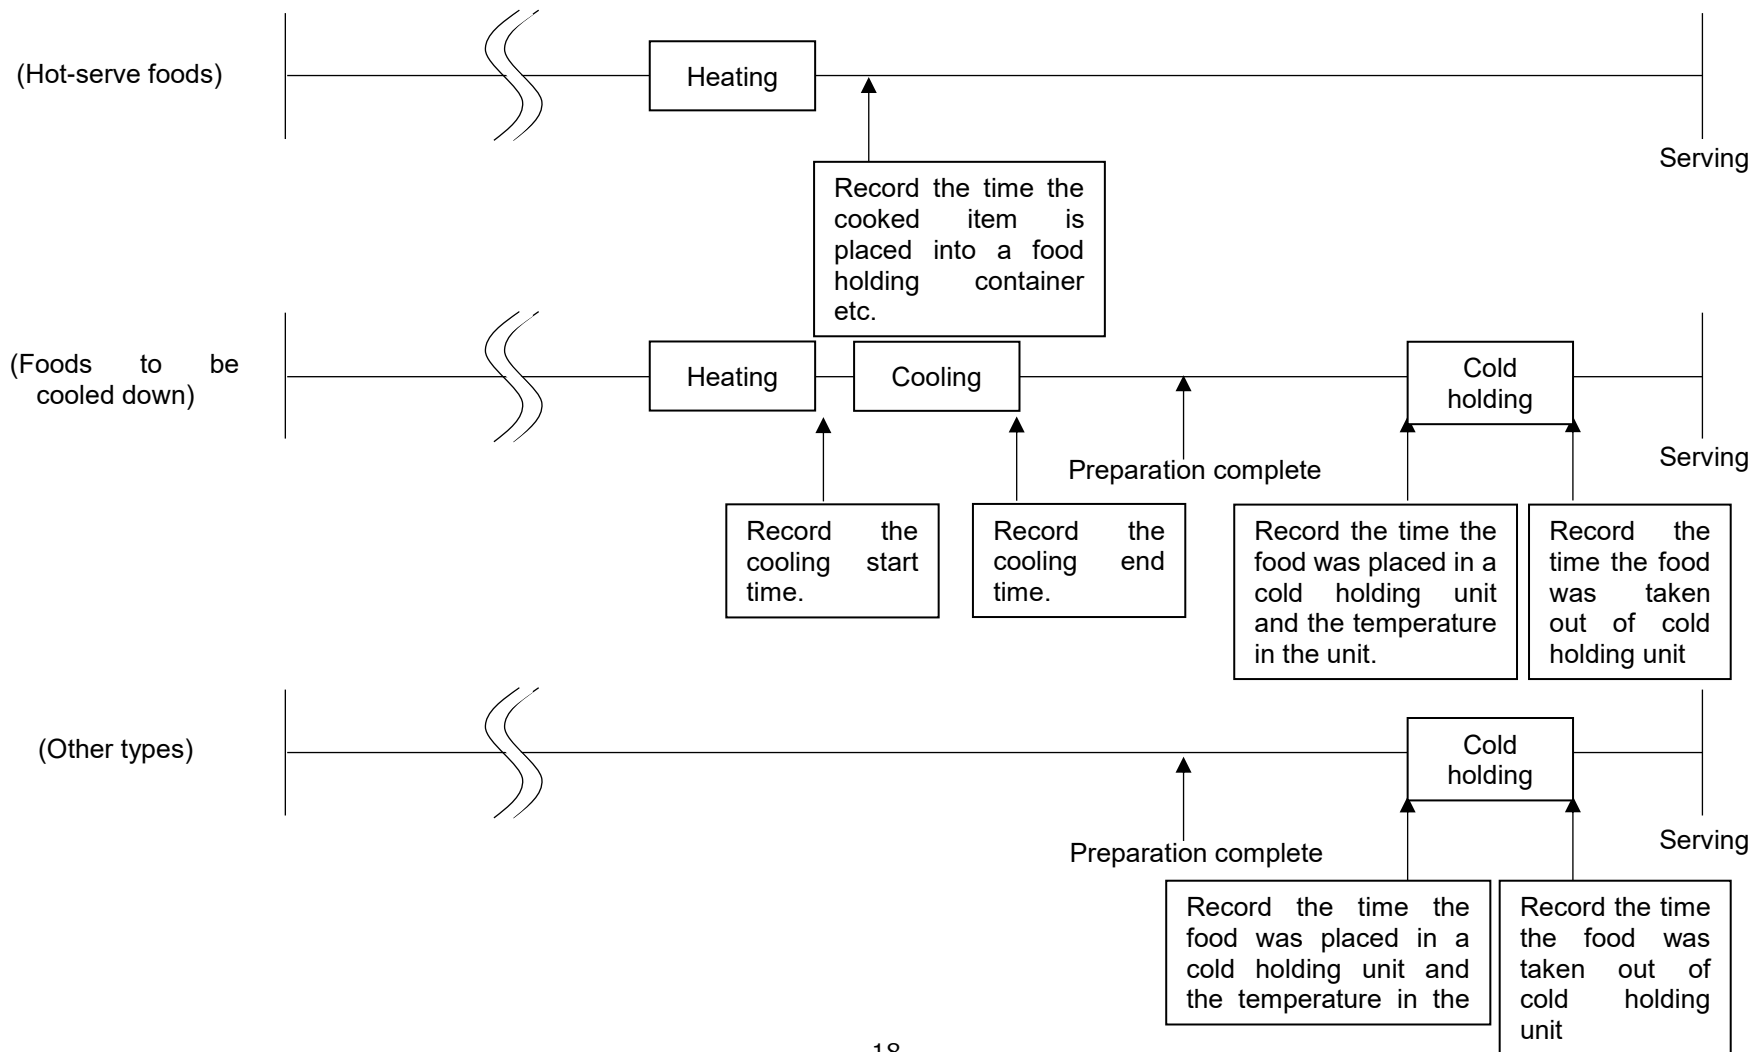 (Hot-serve foods)
Heating
Serving
Record the time the
cooked item is
placed into a food
holding container
etc.
(Foods to be
cooled down)
Heating
Cooling
Cold
holding
Serving
Preparation complete
Record the
cooling start
time.
Record the
cooling end
time.
Record the time the
food was placed in a
cold holding unit
and the temperature
in the unit.
Record the
time the food
was taken
out of cold
holding unit
(Other types)
Cold
holding
Serving
Preparation complete
Record the time the
food was placed in a
cold holding unit and
the temperature in the
Record the time
the food was
taken out of
cold holding
unit
18